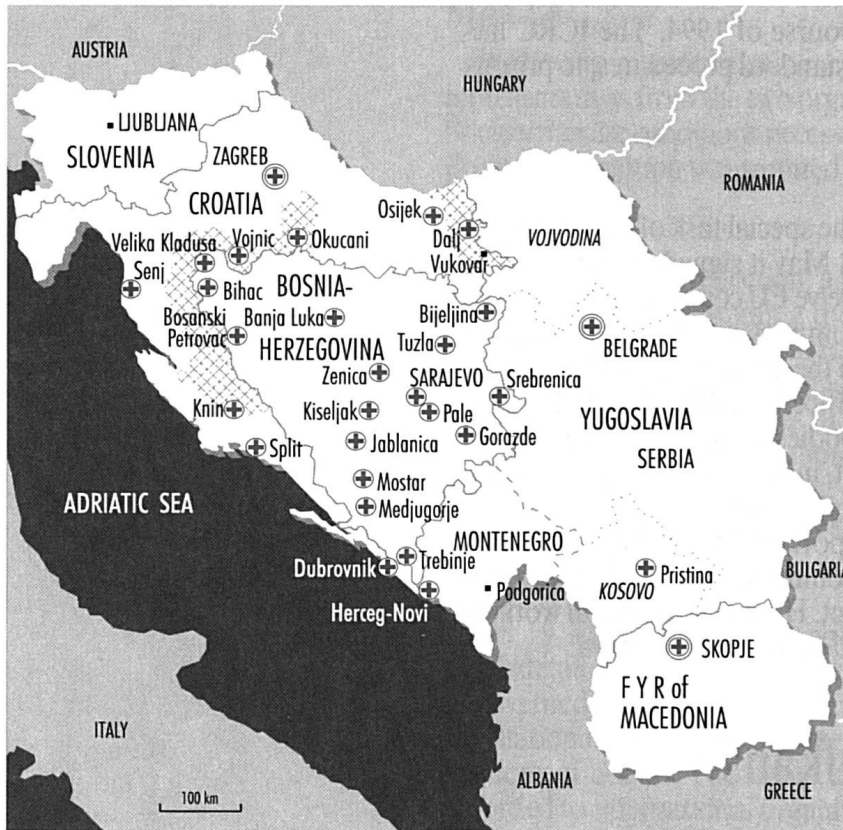 AUSTRIA
HUNGARY
LJUBLJANA
SLOVENIA
ZAGREB
ROMANIA
CROATIA
Osijek
VOJVODINA
Velika Kladusa
Vojnic
Okucani
Dalj
Vukovar
Senj
Bihac
BOSNIA-
Bosanski
Petrovac
Banja Luka
Bijeljina
HERZEGOVINA
Tuzla
BELGRADE
Zenica
SARAJEVO
Srebrenica
Knin
Kiseljak
Pale
YUGOSLAVIA
Split
Jablanica
Gorazde
SERBIA
Mostar
ADRIATIC SEA
Medjugorje
MONTENEGRO
Trebinje
Dubrovnik
Pristina
BULGARIA
KOSOVO
Podgorica
Herceg-Novi
SKOPJE
F Y R of
MACEDONIA
ITALY
ALBANIA
GREECE
100 km